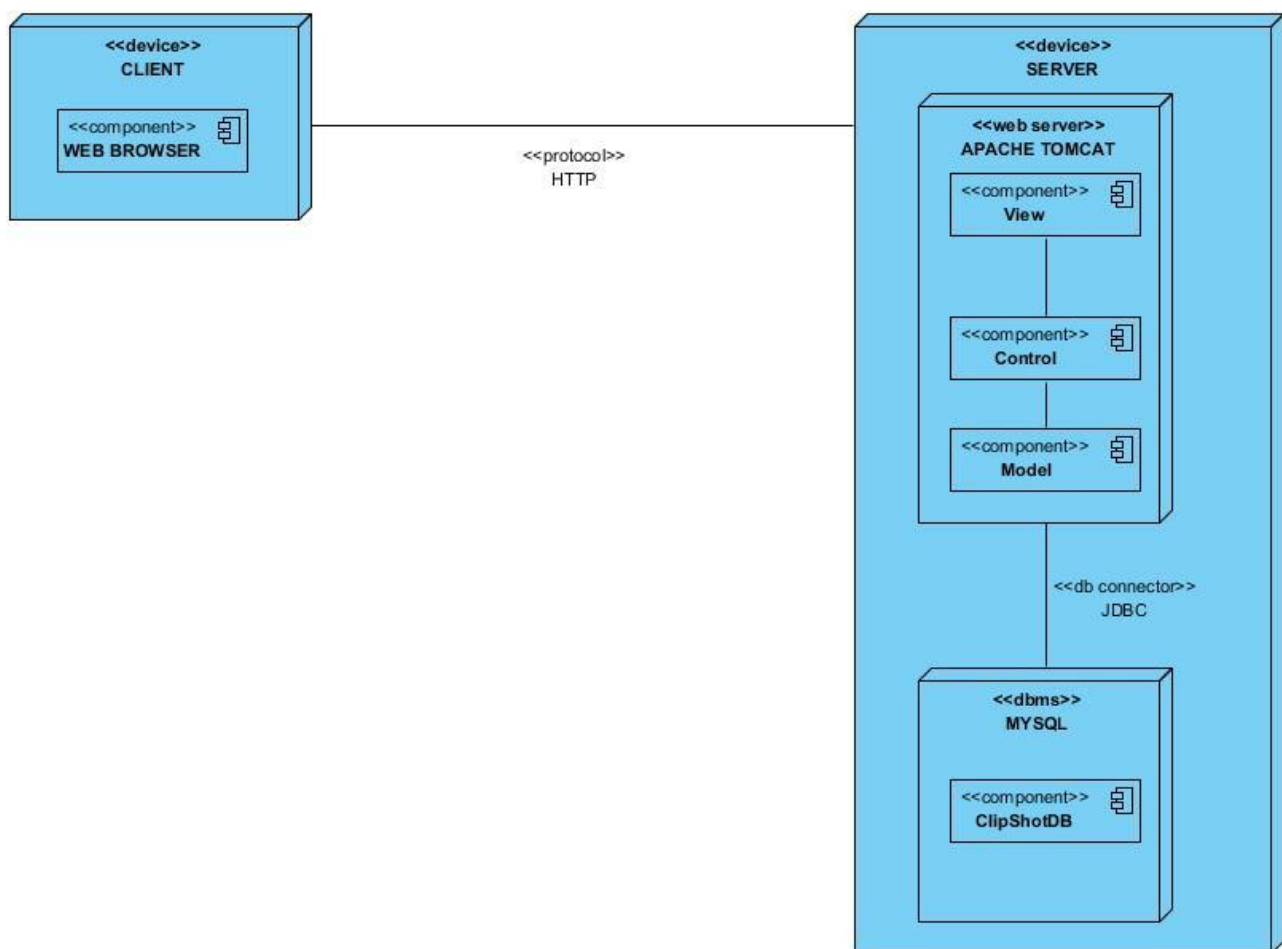 <<device>>
CLIENT
<<component>>
WEB BROWSER
<<protocol>>
HTTP
<<device>>
SERVER
<<web server>>
APACHE TOMCAT
<<component>>
View
<<component>>
Control
<<component>>
Model
<<db connector>>
JDBC
<<dbms>>
MYSQL
<<component>>
ClipShotDB